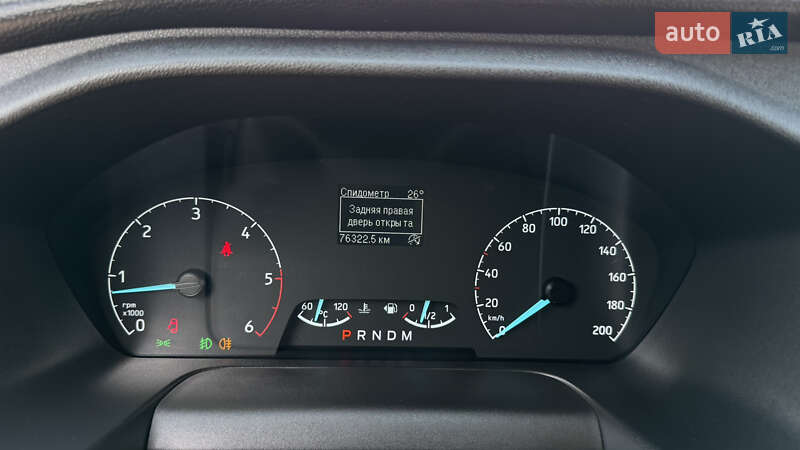 auto RIA .com
Спидометр 26°
Задняя правая
дверь откры та
76322.5 км
0 1 2 3 4 5 6
rpm
x1000
0 20 40 60 80 100 120 140 160 180 200
km/h
60 120
°C
0 1/2 1
P R N D M